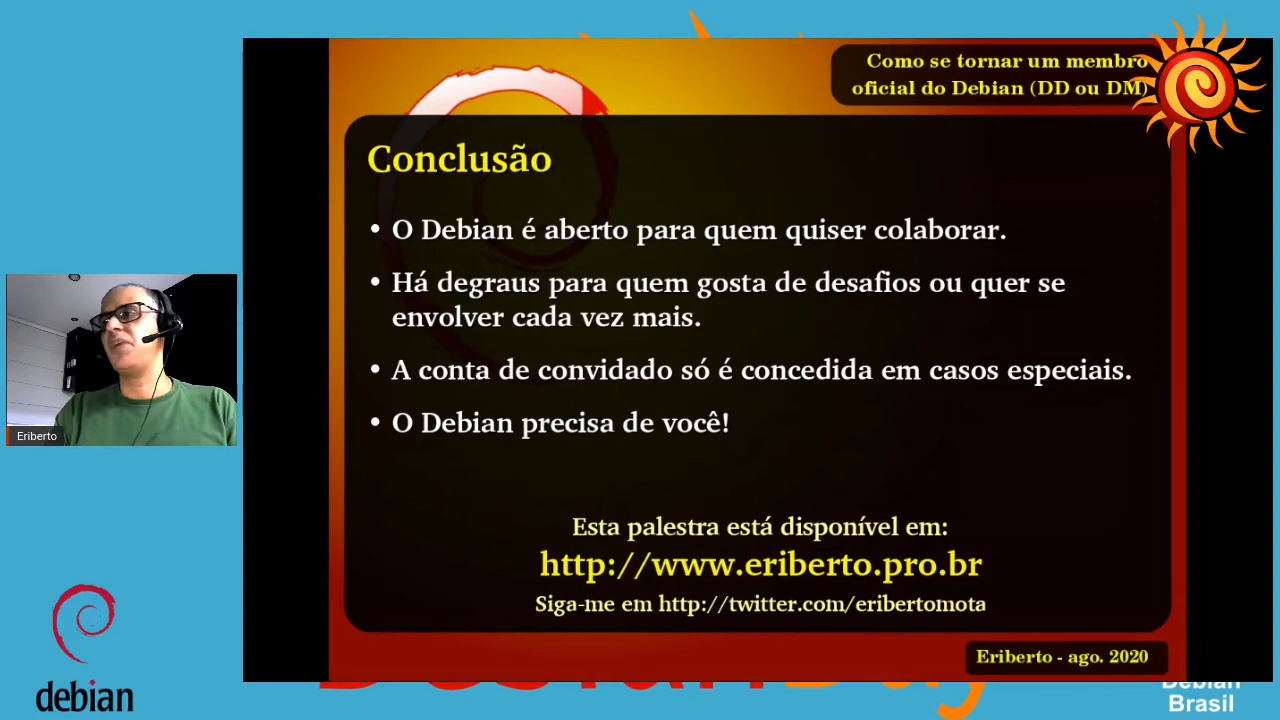 Como se tornar um membro
oficial do Debian (DD ou DM)
Conclusão
• O Debian é aberto para quem quiser colaborar.
• Há degraus para quem gosta de desafios ou quer se
envolver cada vez mais.
• A conta de convidado só é concedida em casos especiais.
• O Debian precisa de você!
Esta palestra está disponível em:
http://www.eriberto.pro.br
Siga-me em http://twitter.com/eribertomota
Eriberto - ago. 2020
Eriberto
debian
Debian
Brasil